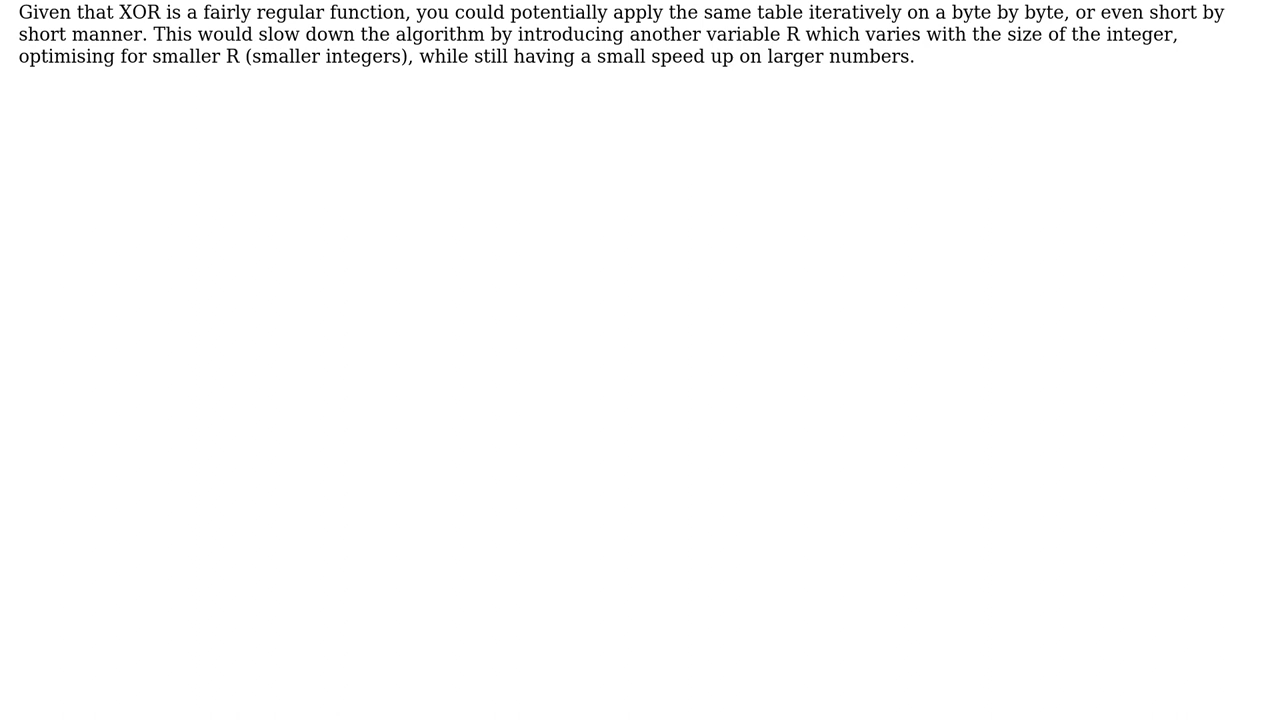 Given that XOR is a fairly regular function, you could potentially apply the same table iteratively on a byte by byte, or even short by
short manner. This would slow down the algorithm by introducing another variable R which varies with the size of the integer,
optimising for smaller R (smaller integers), while still having a small speed up on larger numbers.